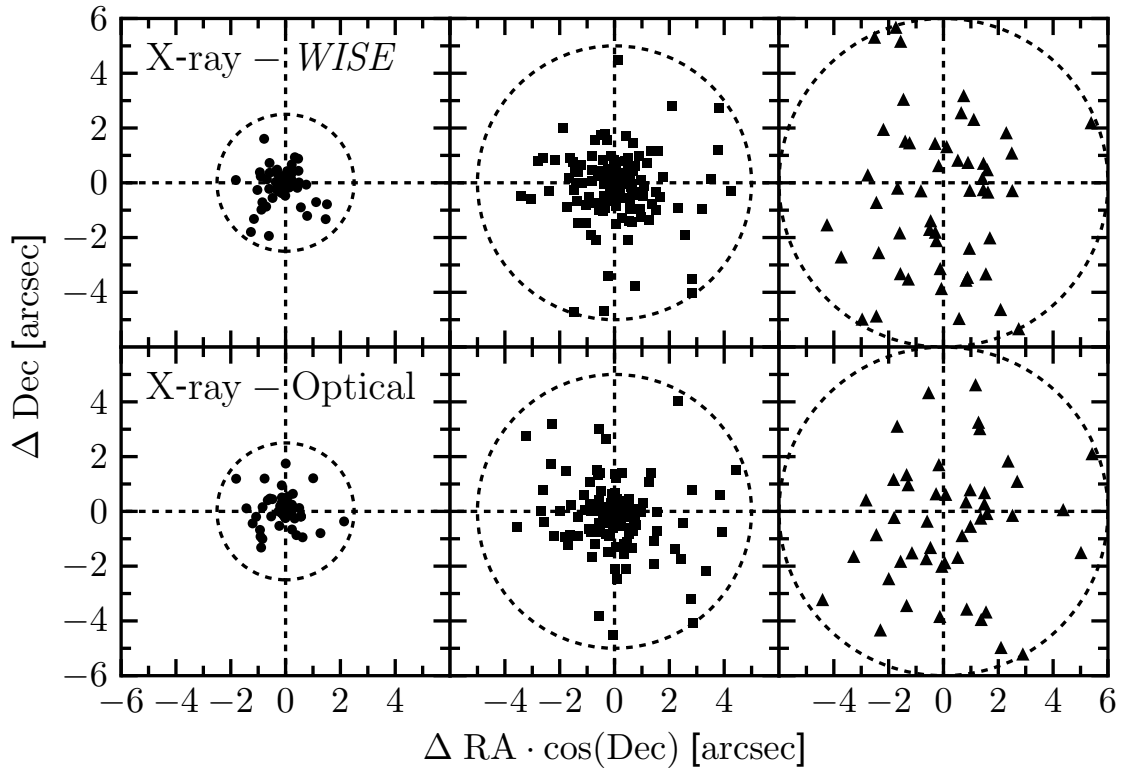 6
4
2
0
−2
−4
X-ray − WISE
4
2
0
−2
−4
−6
X-ray − Optical
−6 −4 −2 0 2 4
−4 −2 0 2 4
−4 −2 0 2 4 6
Δ Dec [arcsec]
Δ RA · cos(Dec) [arcsec]